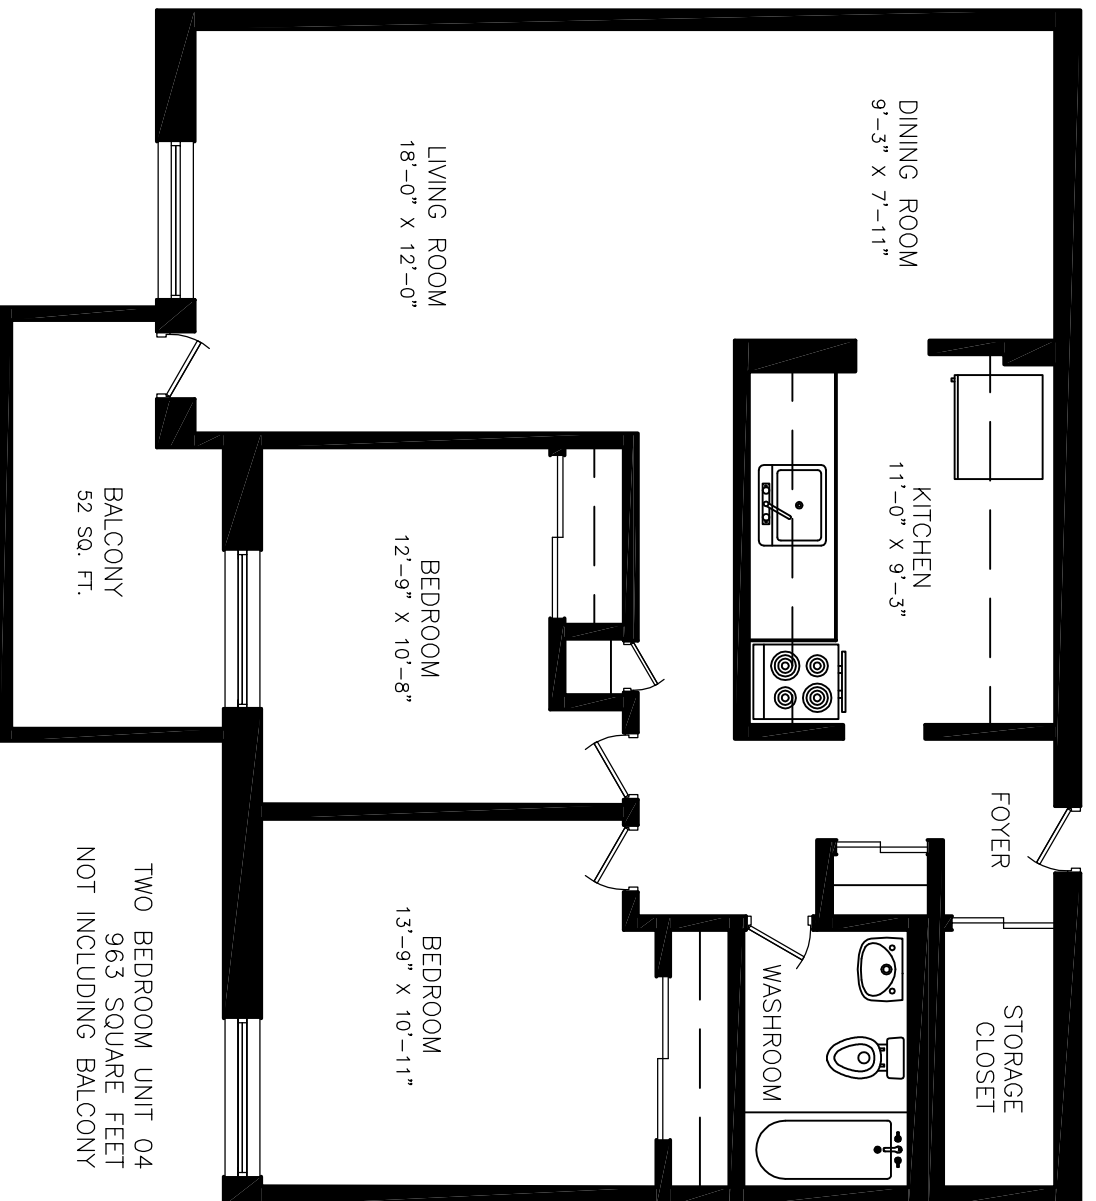 DINING ROOM
9'-3" X 7'-11"
LIVING ROOM
18'-0" X 12'-0"
KITCHEN
11'-0" X 9'-3"
FOYER
STORAGE
CLOSET
WASHROOM
BEDROOM
12'-9" X 10'-8"
BEDROOM
13'-9" X 10'-11"
BALCONY
52 SQ. FT.
TWO BEDROOM UNIT 04
963 SQUARE FEET
NOT INCLUDING BALCONY